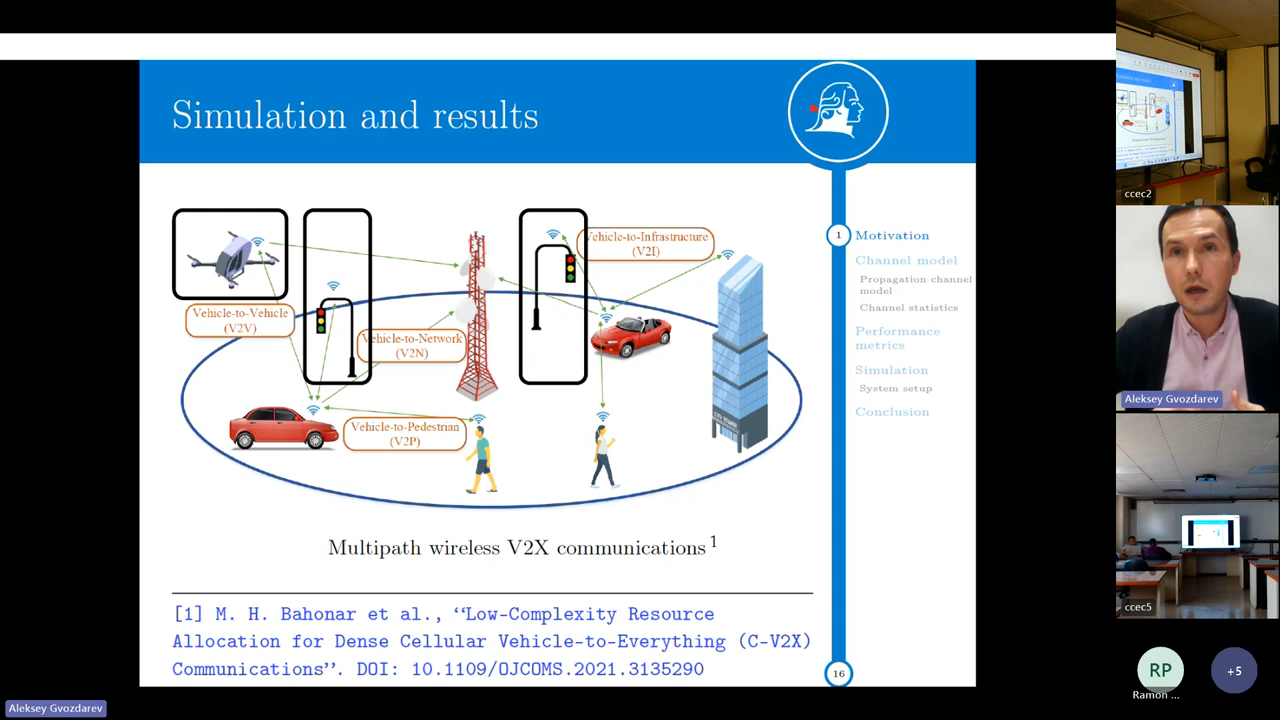 Simulation and results
Vehicle-to-Infrastructure
(V2I)
Vehicle-to-Vehicle
(V2V)
Vehicle-to-Network
(V2N)
Vehicle-to-Pedestrian
(V2P)
Multipath wireless V2X communications 1
[1] M. H. Bahonar et al., “Low-Complexity Resource
Allocation for Dense Cellular Vehicle-to-Everything (C-V2X)
Communications”. DOI: 10.1109/OJCOMS.2021.3135290
1
Motivation
Channel model
Propagation channel
model
Channel statistics
Performance
metrics
Simulation
System setup
Conclusion
16
ccec2
Aleksey Gvozdarev
ccec5
RP
Ramon ...
+5
Aleksey Gvozdarev